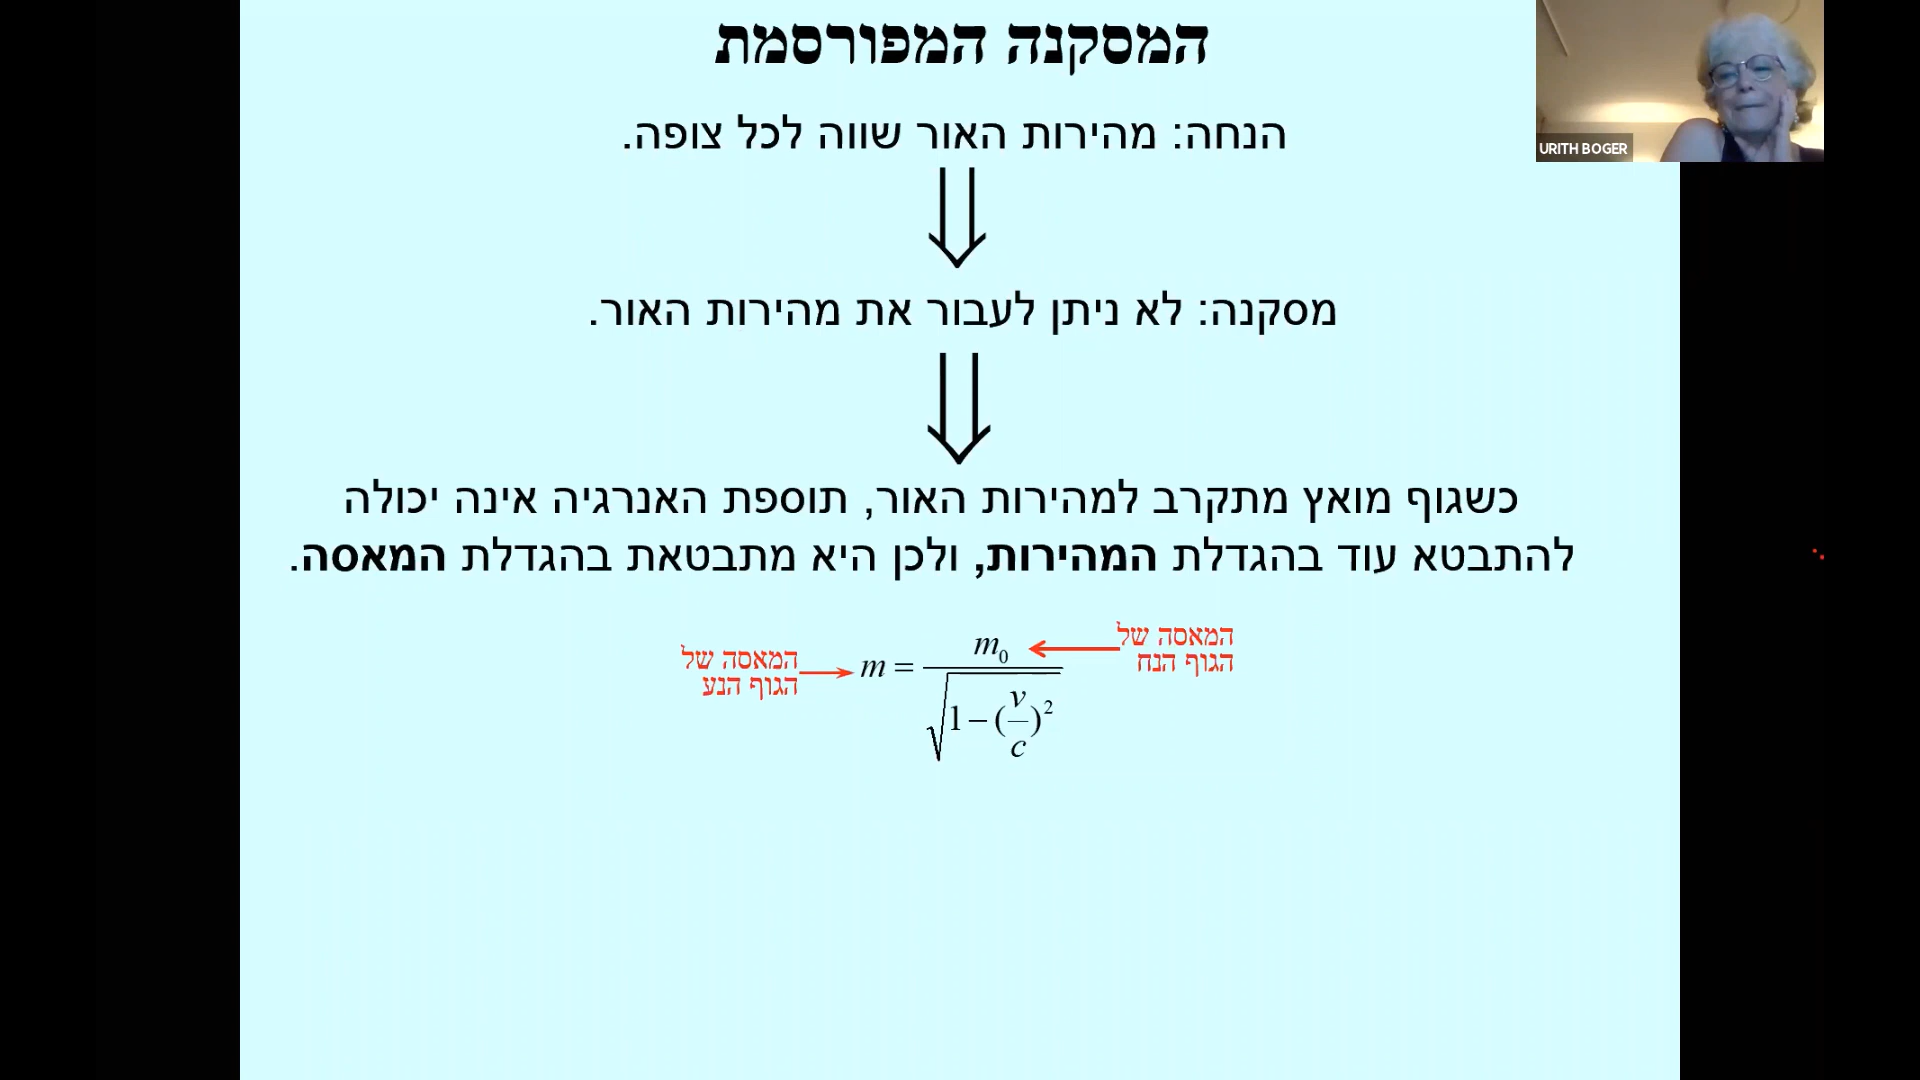 המסקנה המפורסמת
URITH BOGER
הנחה: מהירות האור שווה לכל צופה.
מסקנה: לא ניתן לעבור את מהירות האור.
כשגוף מואץ מתקרב למהירות האור, תוספת האנרגיה אינה יכולה
להתבטא עוד בהגדלת המהירות, ולכן היא מתבטאת בהגדלת המאסה.
המאסה של
הגוף הנח
המאסה של
הגוף הנע
m = m₀ / √(1 − (v/c)²)